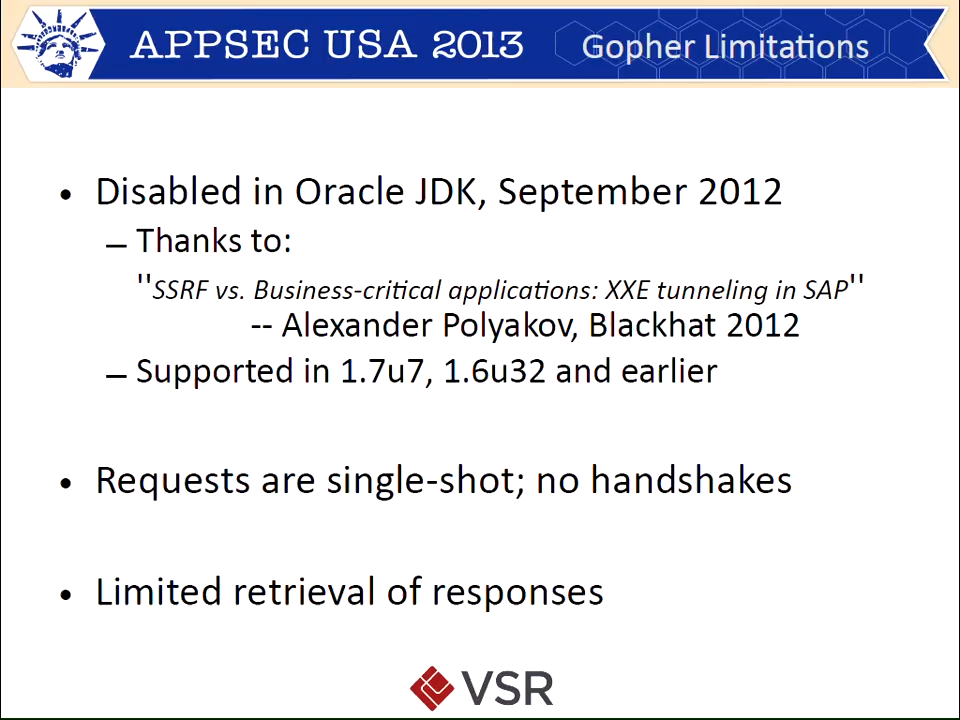 APPSEC USA 2013 Gopher Limitations
• Disabled in Oracle JDK, September 2012
– Thanks to:
"SSRF vs. Business-critical applications: XXE tunneling in SAP"
-- Alexander Polyakov, Blackhat 2012
– Supported in 1.7u7, 1.6u32 and earlier
• Requests are single-shot; no handshakes
• Limited retrieval of responses
VSR